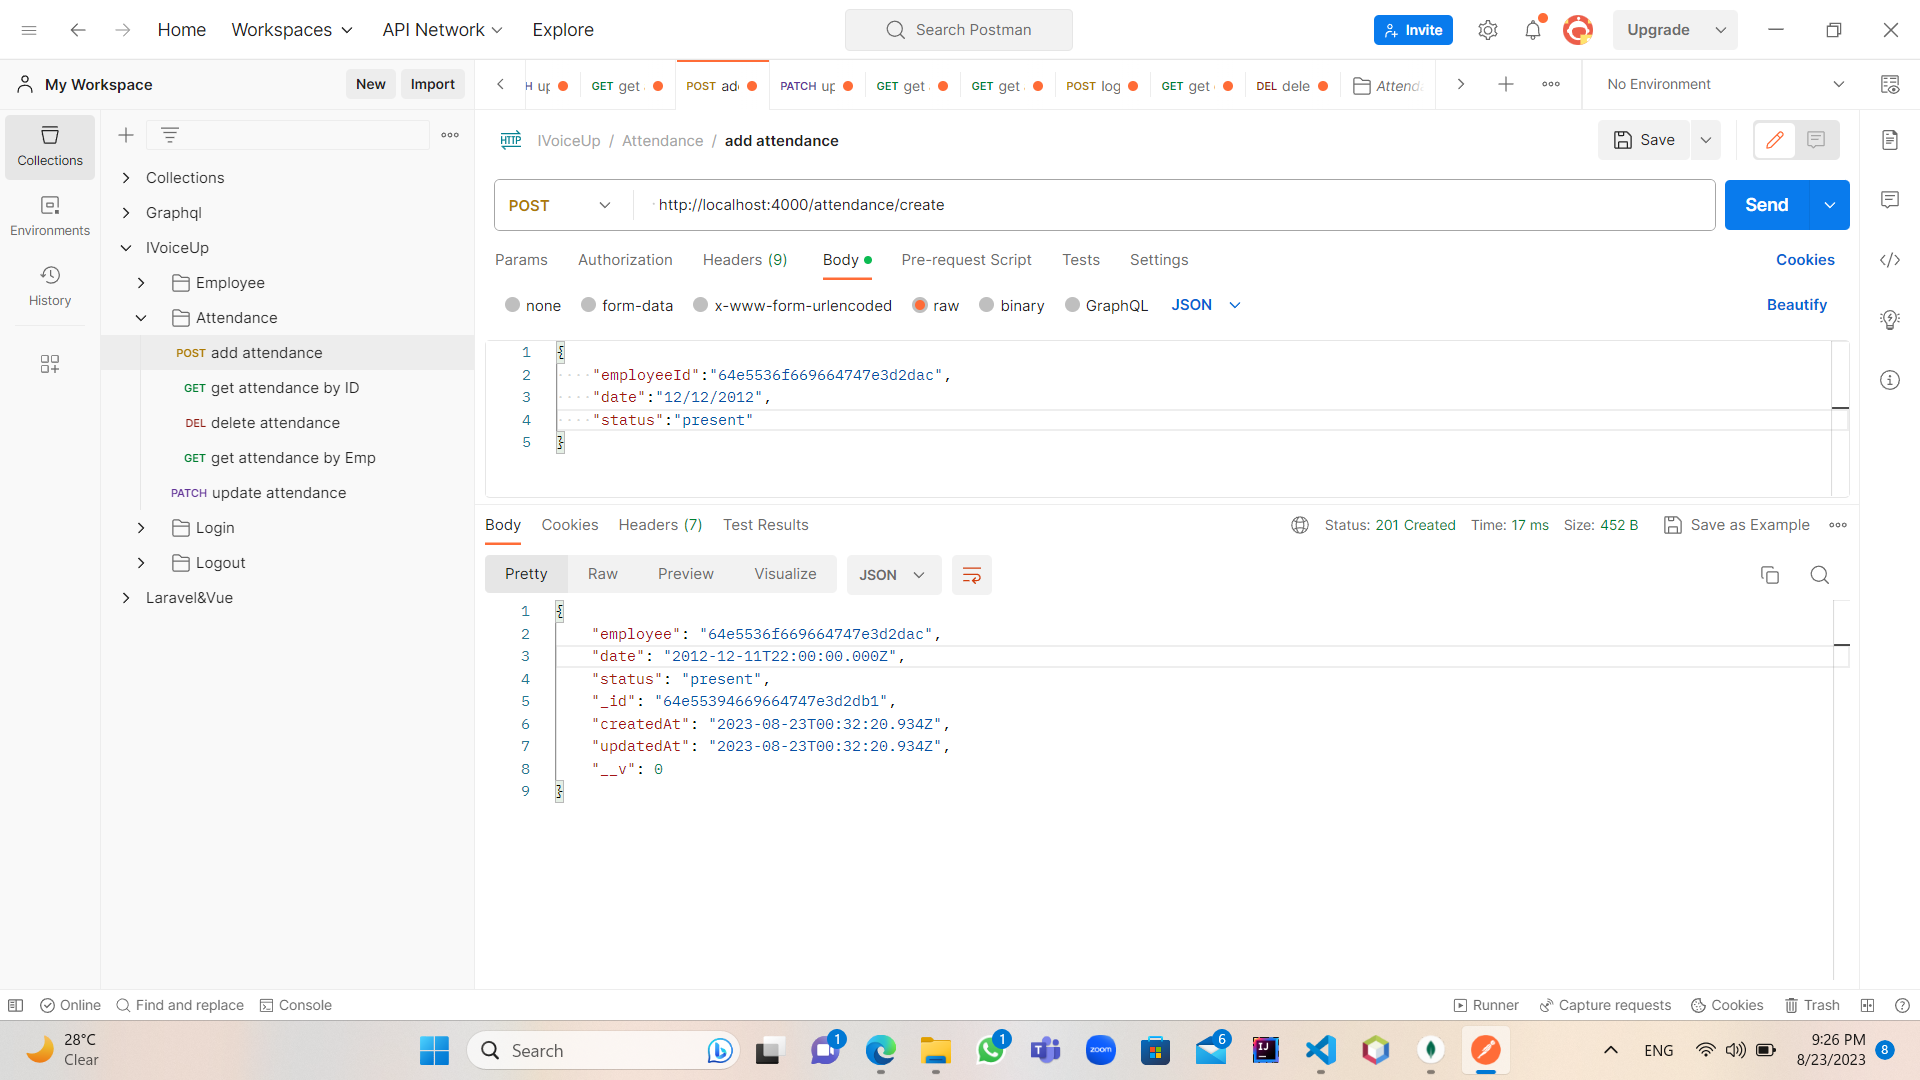 Home Workspaces API Network Explore Search Postman Invite Upgrade
My Workspace New Import
H up GET get POST add PATCH up GET get GET get POST log GET get DEL dele Attend No Environment
Collections
Environments
History
Collections
Graphql
IVoiceUp
Employee
Attendance
POST add attendance
GET get attendance by ID
DEL delete attendance
GET get attendance by Emp
PATCH update attendance
Login
Logout
Laravel&Vue
HTTP IVoiceUp / Attendance / add attendance Save
POST http://localhost:4000/attendance/create Send
Params Authorization Headers (9) Body Pre-request Script Tests Settings Cookies
none form-data x-www-form-urlencoded raw binary GraphQL JSON Beautify
1 {
2 "employeeId":"64e5536f669664747e3d2dac",
3 "date":"12/12/2012",
4 "status":"present"
5 }
Body Cookies Headers (7) Test Results Status: 201 Created Time: 17 ms Size: 452 B Save as Example
Pretty Raw Preview Visualize JSON
1 {
2 "employee": "64e5536f669664747e3d2dac",
3 "date": "2012-12-11T22:00:00.000Z",
4 "status": "present",
5 "_id": "64e55394669664747e3d2db1",
6 "createdAt": "2023-08-23T00:32:20.934Z",
7 "updatedAt": "2023-08-23T00:32:20.934Z",
8 "__v": 0
9 }
Online Find and replace Console Runner Capture requests Cookies Trash
28°C
Clear
Search 1 1 zoom 6 IJ
ENG 9:26 PM
8/23/2023 8